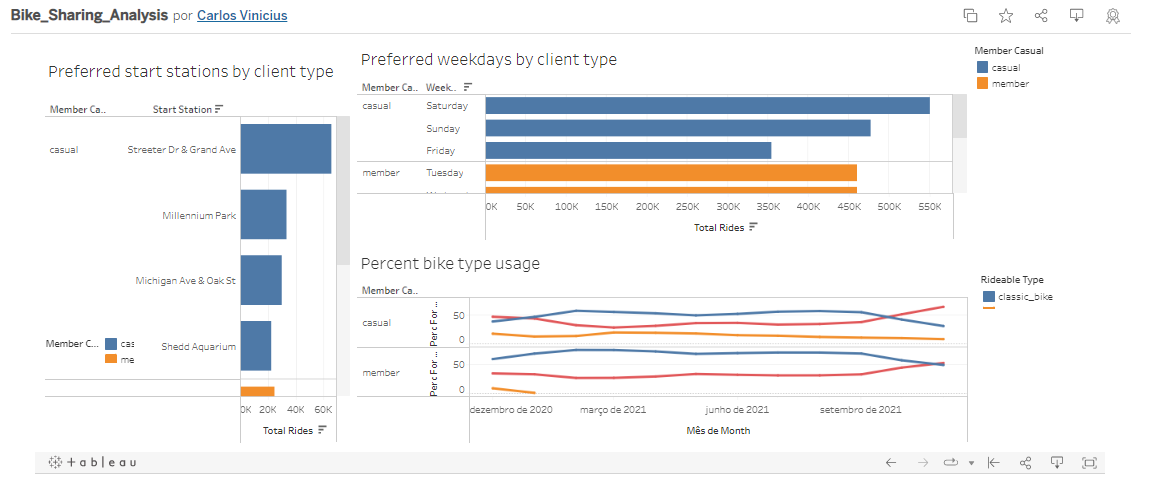 Bike_Sharing_Analysis por Carlos Vinicius
Preferred start stations by client type
Member Ca.. Start Station
casual Streeter Dr & Grand Ave
Millennium Park
Michigan Ave & Oak St
Shedd Aquarium
Member C... cas
me
0K 20K 40K 60K
Total Rides
Preferred weekdays by client type
Member Ca.. Week..
casual Saturday
Sunday
Friday
member Tuesday
0K 50K 100K 150K 200K 250K 300K 350K 400K 450K 500K 550K
Total Rides
Percent bike type usage
Member Ca..
casual Perc For ... 50
0
member Perc For ... 50
0
dezembro de 2020 março de 2021 junho de 2021 setembro de 2021
Mês de Month
Member Casual
casual
member
Rideable Type
classic_bike
+ableau